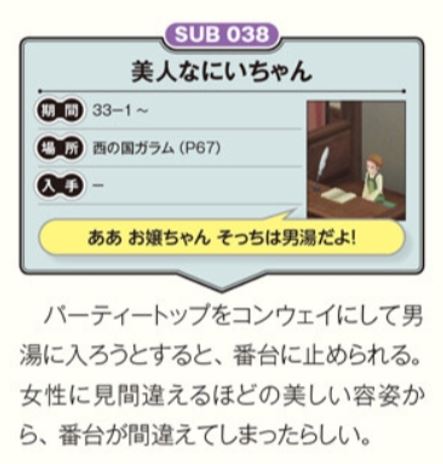 SUB 038
美人なにいちゃん
期間 33-1～
場所 西の国ガラム（P67）
入手 －
ああ お嬢ちゃん そっちは男湯だよ!
パーティートップをコンウェイにして男
湯に入ろうとすると、番台に止められる。
女性に見間違えるほどの美しい容姿か
ら、番台が間違えてしまったらしい。